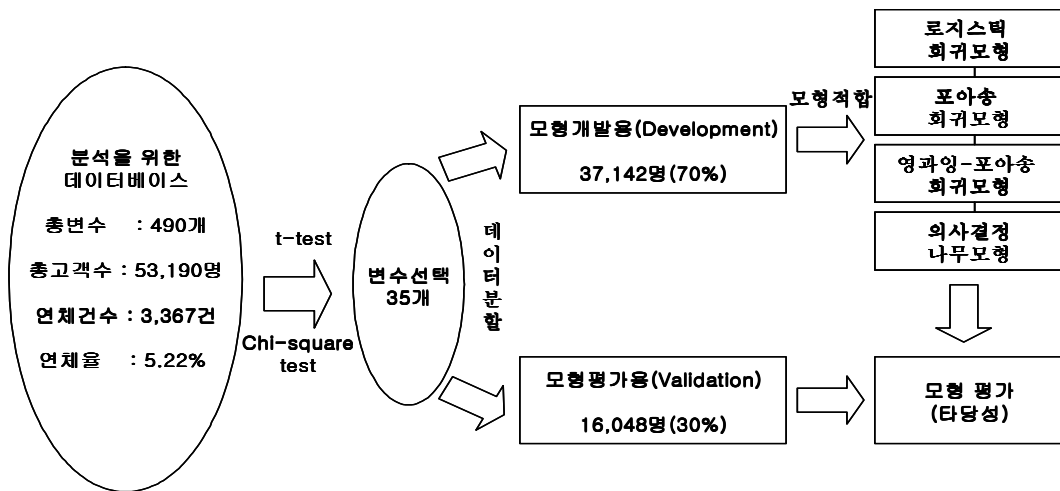 분석을 위한
데이터베이스
총변수 : 490개
총고객수 : 53,190명
연체건수 : 3,367건
연체율 : 5.22%
t-test
Chi-square
test
변수선택
35개
데이터분할
모형개발용(Development)
37,142명(70%)
모형평가용(Validation)
16,048명(30%)
모형적합
로지스틱
회귀모형
포아송
회귀모형
영과잉-포아송
회귀모형
의사결정
나무모형
모형 평가
(타당성)